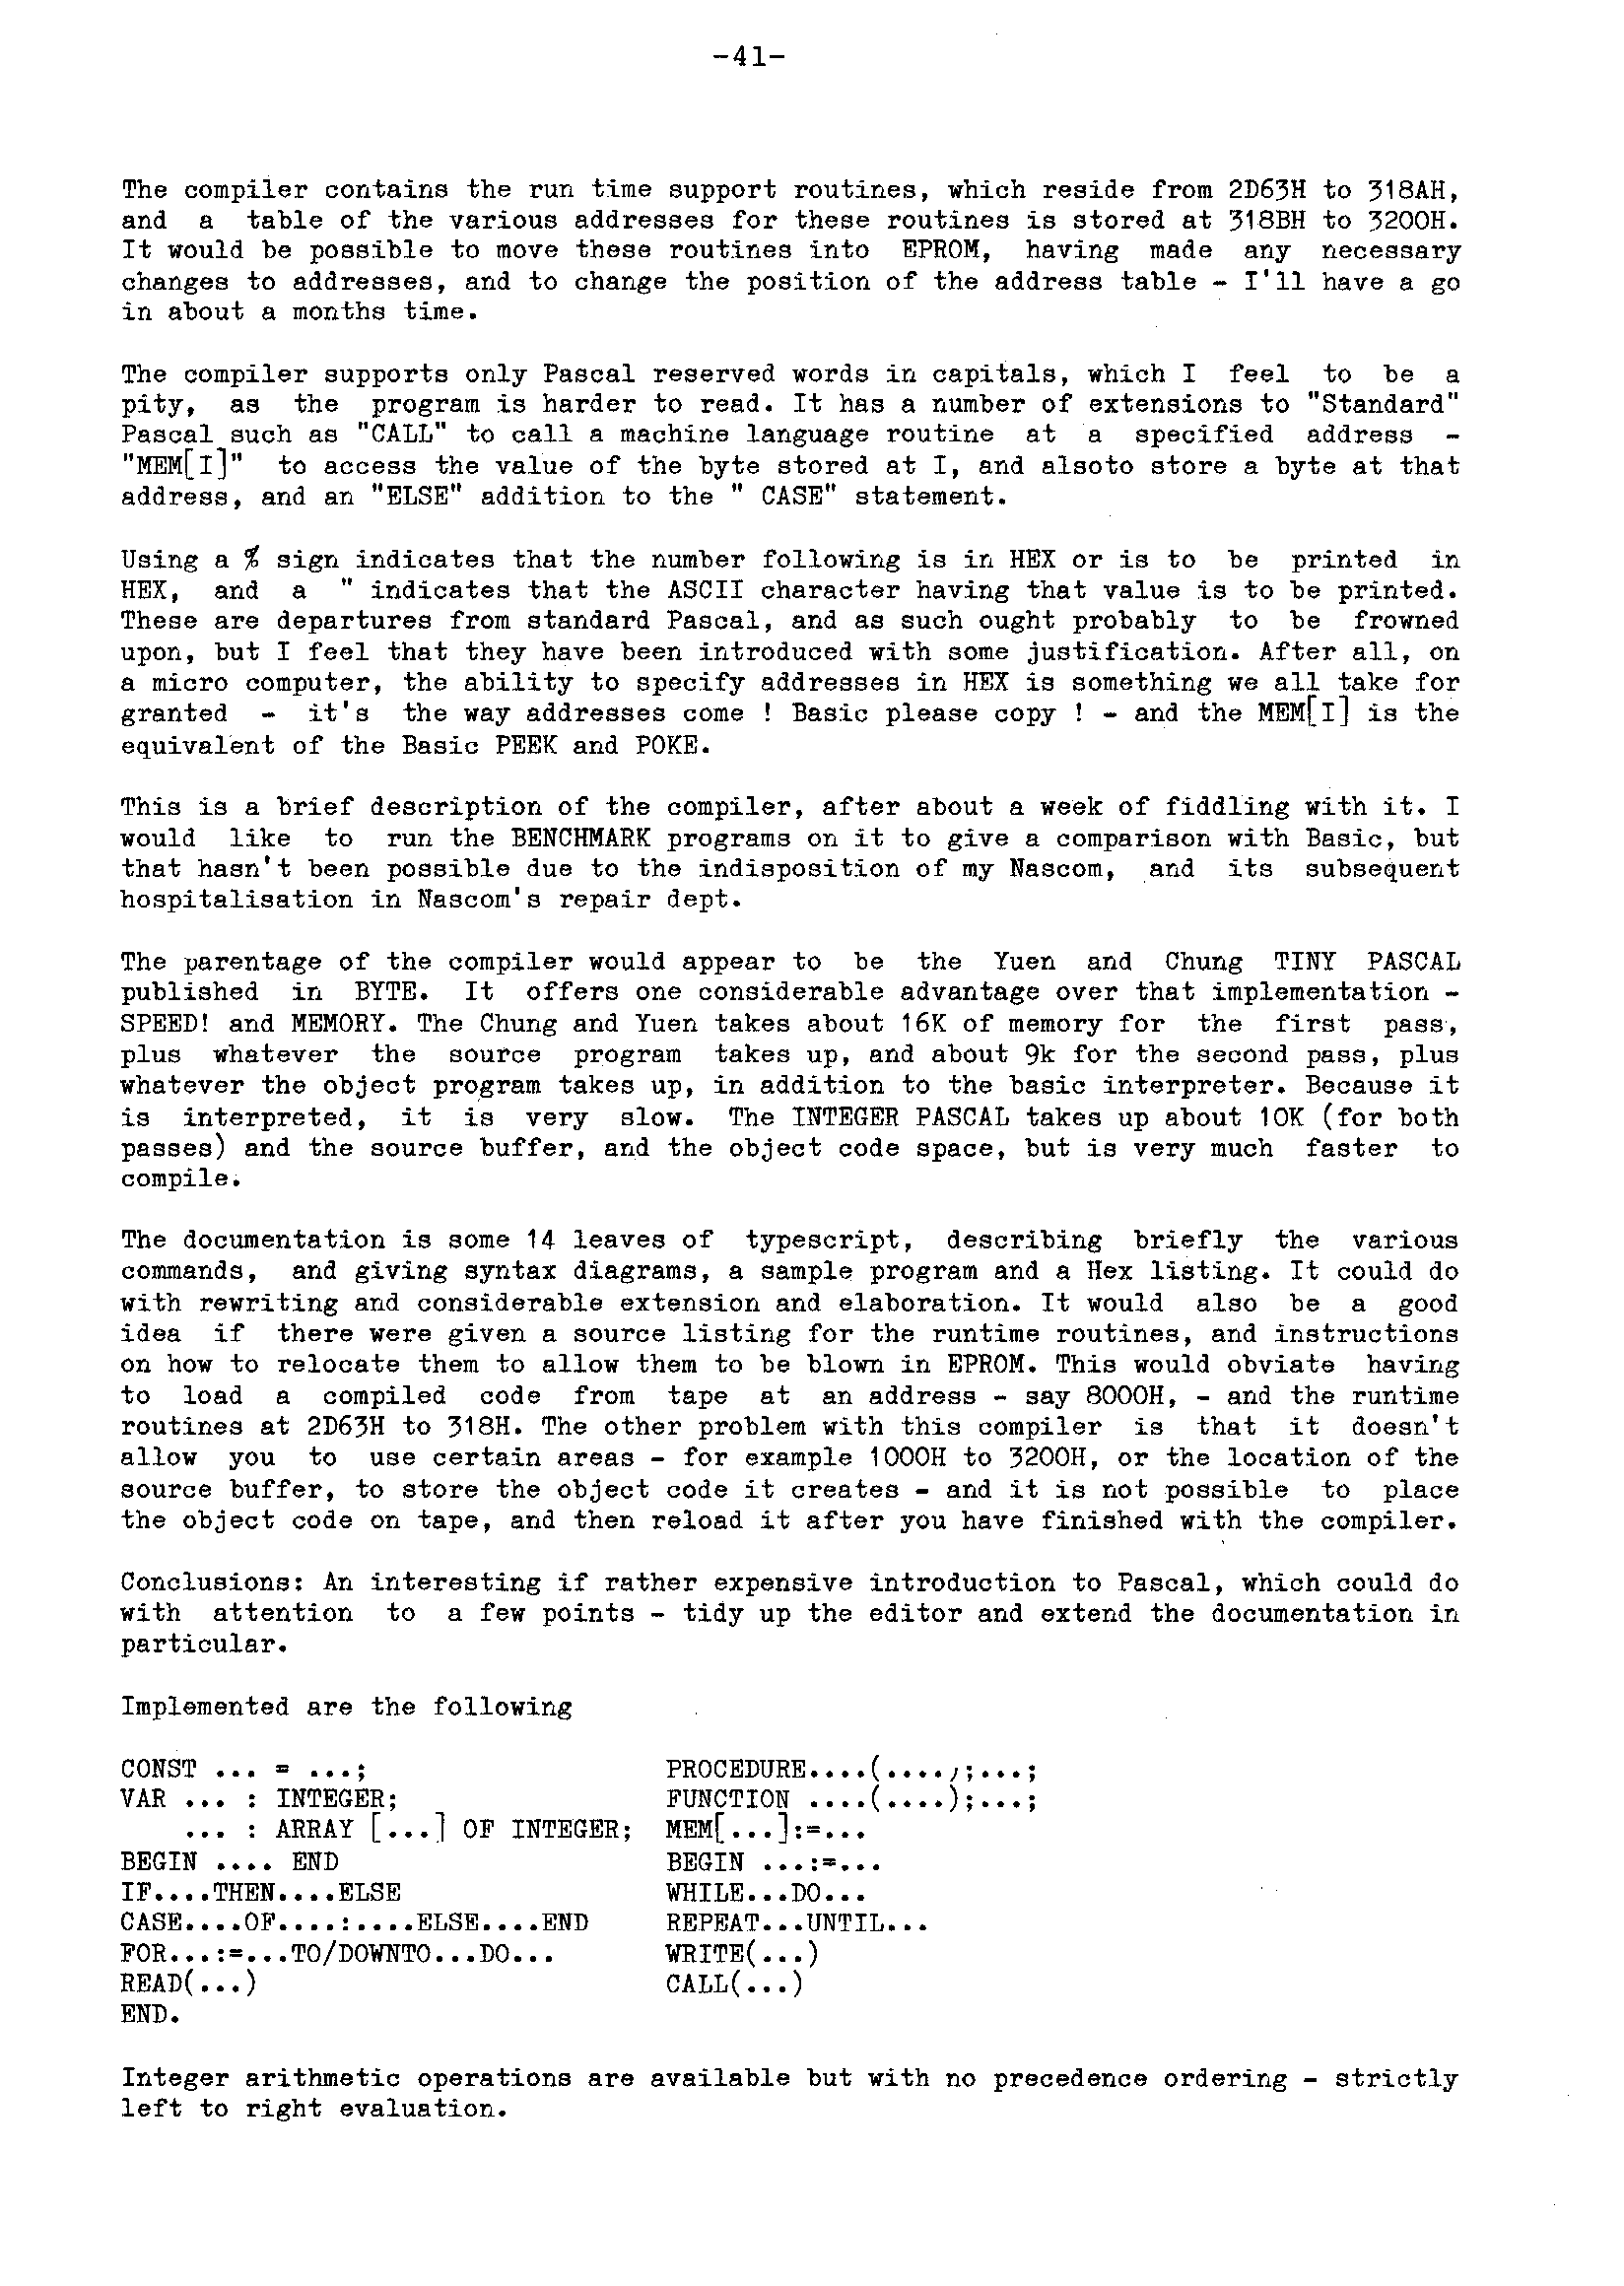 -41-
The compiler contains the run time support routines, which reside from 2D63H to 318AH,
and a table of the various addresses for these routines is stored at 318BH to 3200H.
It would be possible to move these routines into EPROM, having made any necessary
changes to addresses, and to change the position of the address table - I'll have a go
in about a months time.
The compiler supports only Pascal reserved words in capitals, which I feel to be a
pity, as the program is harder to read. It has a number of extensions to "Standard"
Pascal such as "CALL" to call a machine language routine at a specified address -
"MEM[I]" to access the value of the byte stored at I, and alsoto store a byte at that
address, and an "ELSE" addition to the " CASE" statement.
Using a % sign indicates that the number following is in HEX or is to be printed in
HEX, and a " indicates that the ASCII character having that value is to be printed.
These are departures from standard Pascal, and as such ought probably to be frowned
upon, but I feel that they have been introduced with some justification. After all, on
a micro computer, the ability to specify addresses in HEX is something we all take for
granted - it's the way addresses come ! Basic please copy ! - and the MEM[I] is the
equivalent of the Basic PEEK and POKE.
This is a brief description of the compiler, after about a week of fiddling with it. I
would like to run the BENCHMARK programs on it to give a comparison with Basic, but
that hasn't been possible due to the indisposition of my Nascom, and its subsequent
hospitalisation in Nascom's repair dept.
The parentage of the compiler would appear to be the Yuen and Chung TINY PASCAL
published in BYTE. It offers one considerable advantage over that implementation -
SPEED! and MEMORY. The Chung and Yuen takes about 16K of memory for the first pass,
plus whatever the source program takes up, and about 9k for the second pass, plus
whatever the object program takes up, in addition to the basic interpreter. Because it
is interpreted, it is very slow. The INTEGER PASCAL takes up about 10K (for both
passes) and the source buffer, and the object code space, but is very much faster to
compile.
The documentation is some 14 leaves of typescript, describing briefly the various
commands, and giving syntax diagrams, a sample program and a Hex listing. It could do
with rewriting and considerable extension and elaboration. It would also be a good
idea if there were given a source listing for the runtime routines, and instructions
on how to relocate them to allow them to be blown in EPROM. This would obviate having
to load a compiled code from tape at an address - say 8000H, - and the runtime
routines at 2D63H to 318H. The other problem with this compiler is that it doesn't
allow you to use certain areas - for example 1000H to 3200H, or the location of the
source buffer, to store the object code it creates - and it is not possible to place
the object code on tape, and then reload it after you have finished with the compiler.
Conclusions: An interesting if rather expensive introduction to Pascal, which could do
with attention to a few points - tidy up the editor and extend the documentation in
particular.
Implemented are the following
CONST ... = ...; PROCEDURE....(....,;...;
VAR ... : INTEGER; FUNCTION ....(....);...;
... : ARRAY [...] OF INTEGER; MEM[...]:=...
BEGIN .... END BEGIN ...:=...
IF....THEN....ELSE WHILE...DO...
CASE....OF....:....ELSE....END REPEAT...UNTIL...
FOR...:=...TO/DOWNTO...DO... WRITE(...)
READ(...) CALL(...)
END.
Integer arithmetic operations are available but with no precedence ordering - strictly
left to right evaluation.